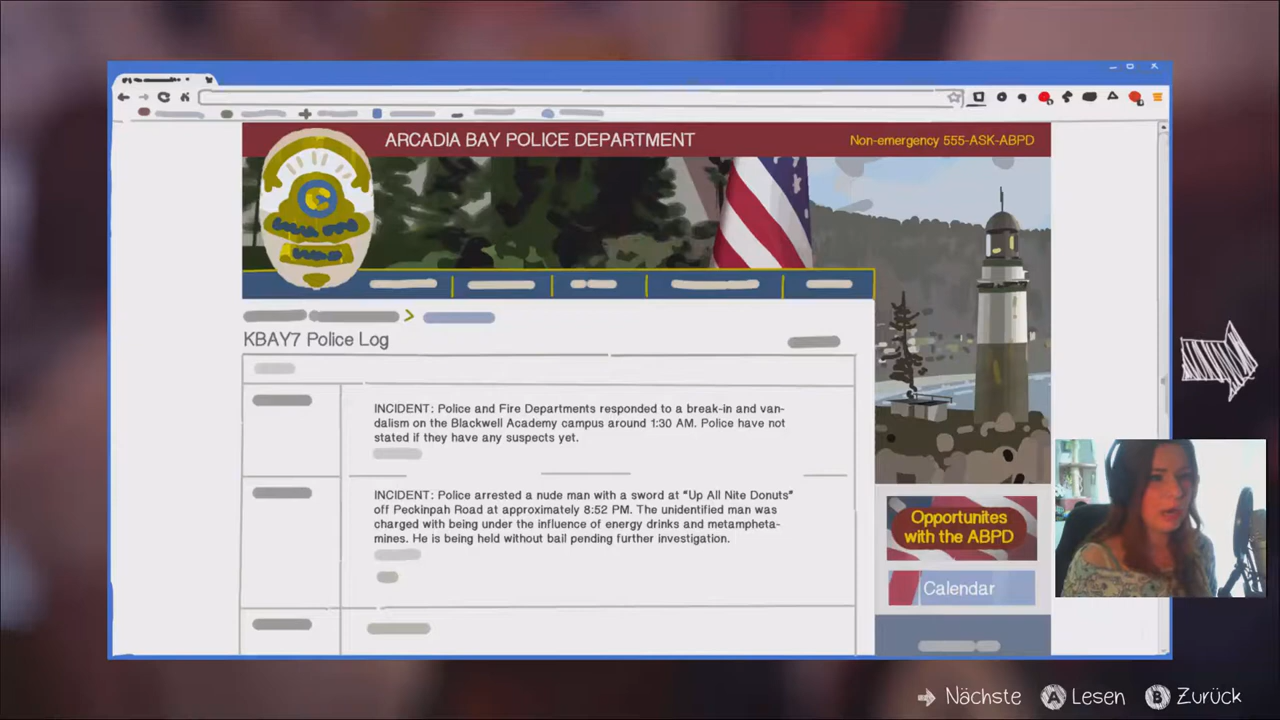 ARCADIA BAY POLICE DEPARTMENT
Non-emergency 555-ASK-ABPD
KBAY7 Police Log
INCIDENT: Police and Fire Departments responded to a break-in and van-
dalism on the Blackwell Academy campus around 1:30 AM. Police have not
stated if they have any suspects yet.
INCIDENT: Police arrested a nude man with a sword at "Up All Nite Donuts"
off Peckinpah Road at approximately 8:52 PM. The unidentified man was
charged with being under the influence of energy drinks and metampheta-
mines. He is being held without bail pending further investigation.
Opportunites
with the ABPD
Calendar
Nächste
A Lesen
B Zurück